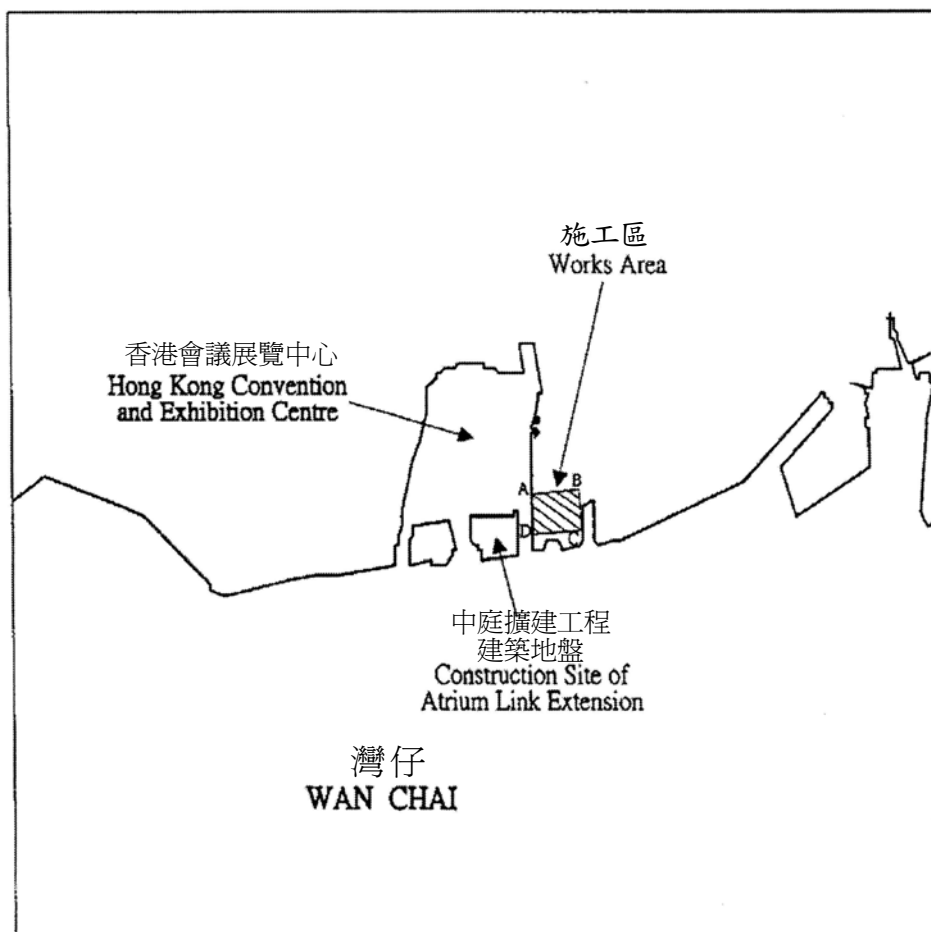 施工區
Works Area
香港會議展覽中心
Hong Kong Convention
and Exhibition Centre
A
B
D
C
中庭擴建工程
建築地盤
Construction Site of
Atrium Link Extension
灣仔
WAN CHAI